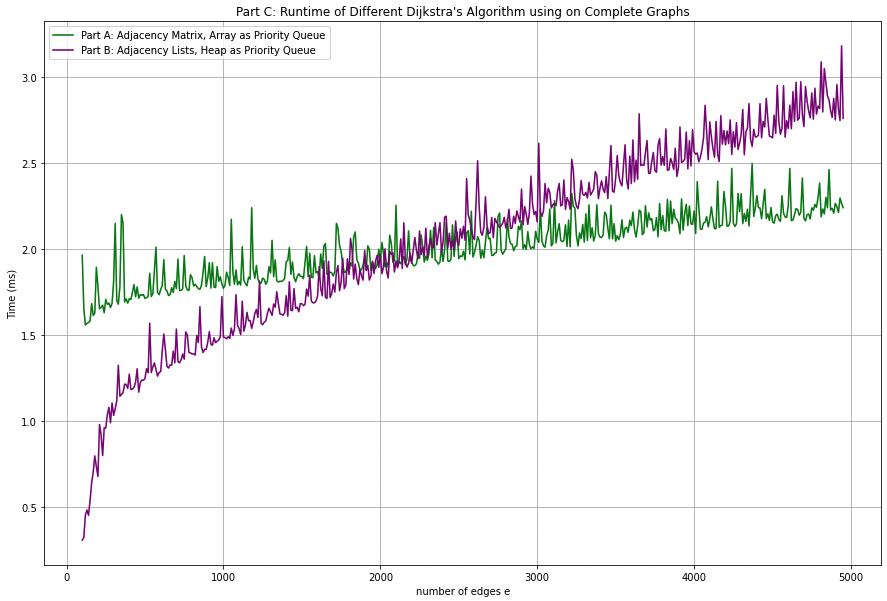 Part C: Runtime of Different Dijkstra's Algorithm using on Complete Graphs
Part A: Adjacency Matrix, Array as Priority Queue
Part B: Adjacency Lists, Heap as Priority Queue
3.0
2.5
2.0
1.5
1.0
0.5
Time (ms)
0 1000 2000 3000 4000 5000
number of edges e